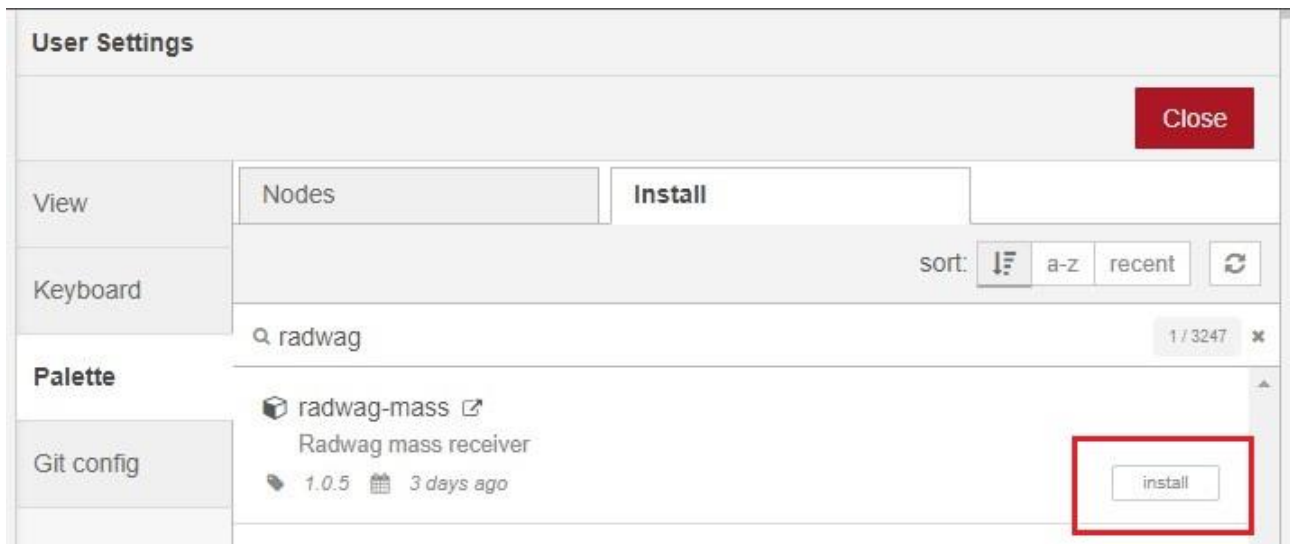 User Settings
Close
View
Nodes
Install
sort:
a-z
recent
Keyboard
radwag
1 / 3247
Palette
radwag-mass
Radwag mass receiver
Git config
1.0.5
3 days ago
install